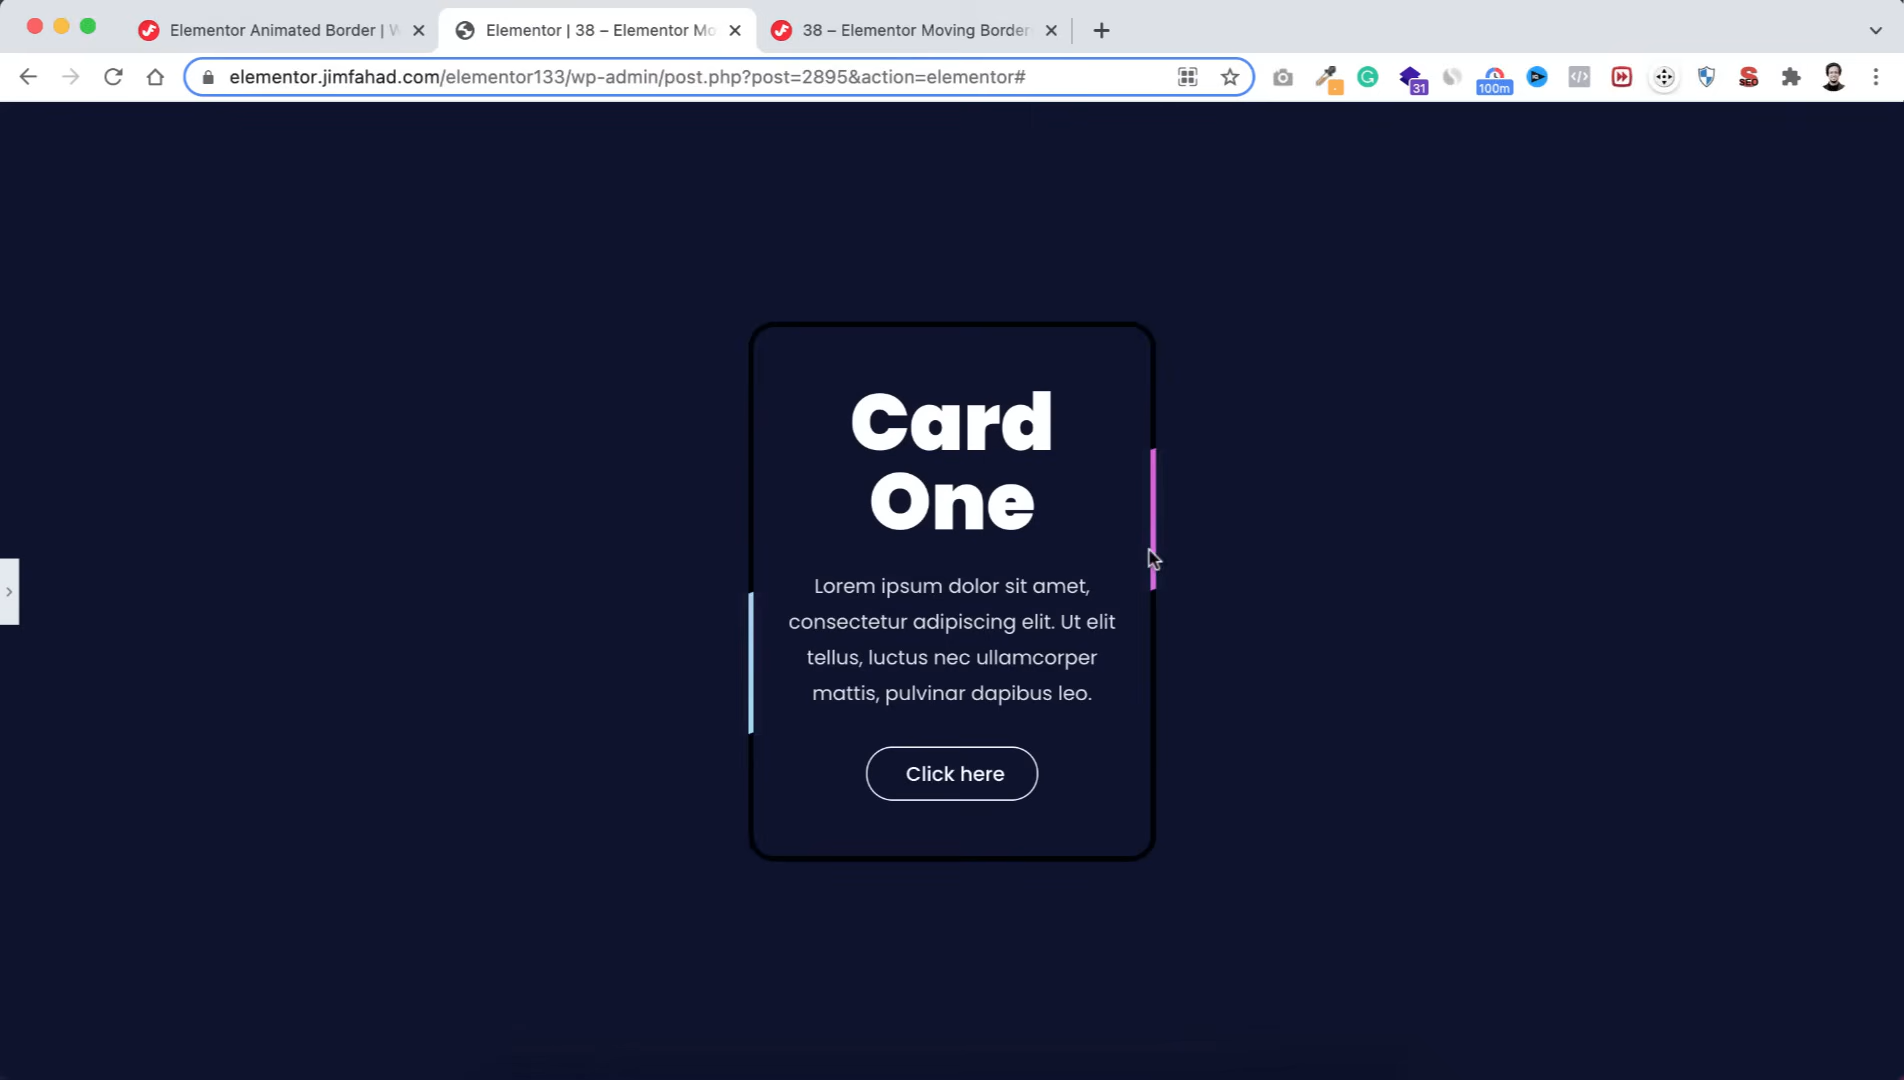 Elementor Animated Border |
Elementor | 38 – Elementor Mo
38 – Elementor Moving Border
elementor.jimfahad.com/elementor133/wp-admin/post.php?post=2895&action=elementor#
31
100m
SEO
Card
One
Lorem ipsum dolor sit amet,
consectetur adipiscing elit. Ut elit
tellus, luctus nec ullamcorper
mattis, pulvinar dapibus leo.
Click here